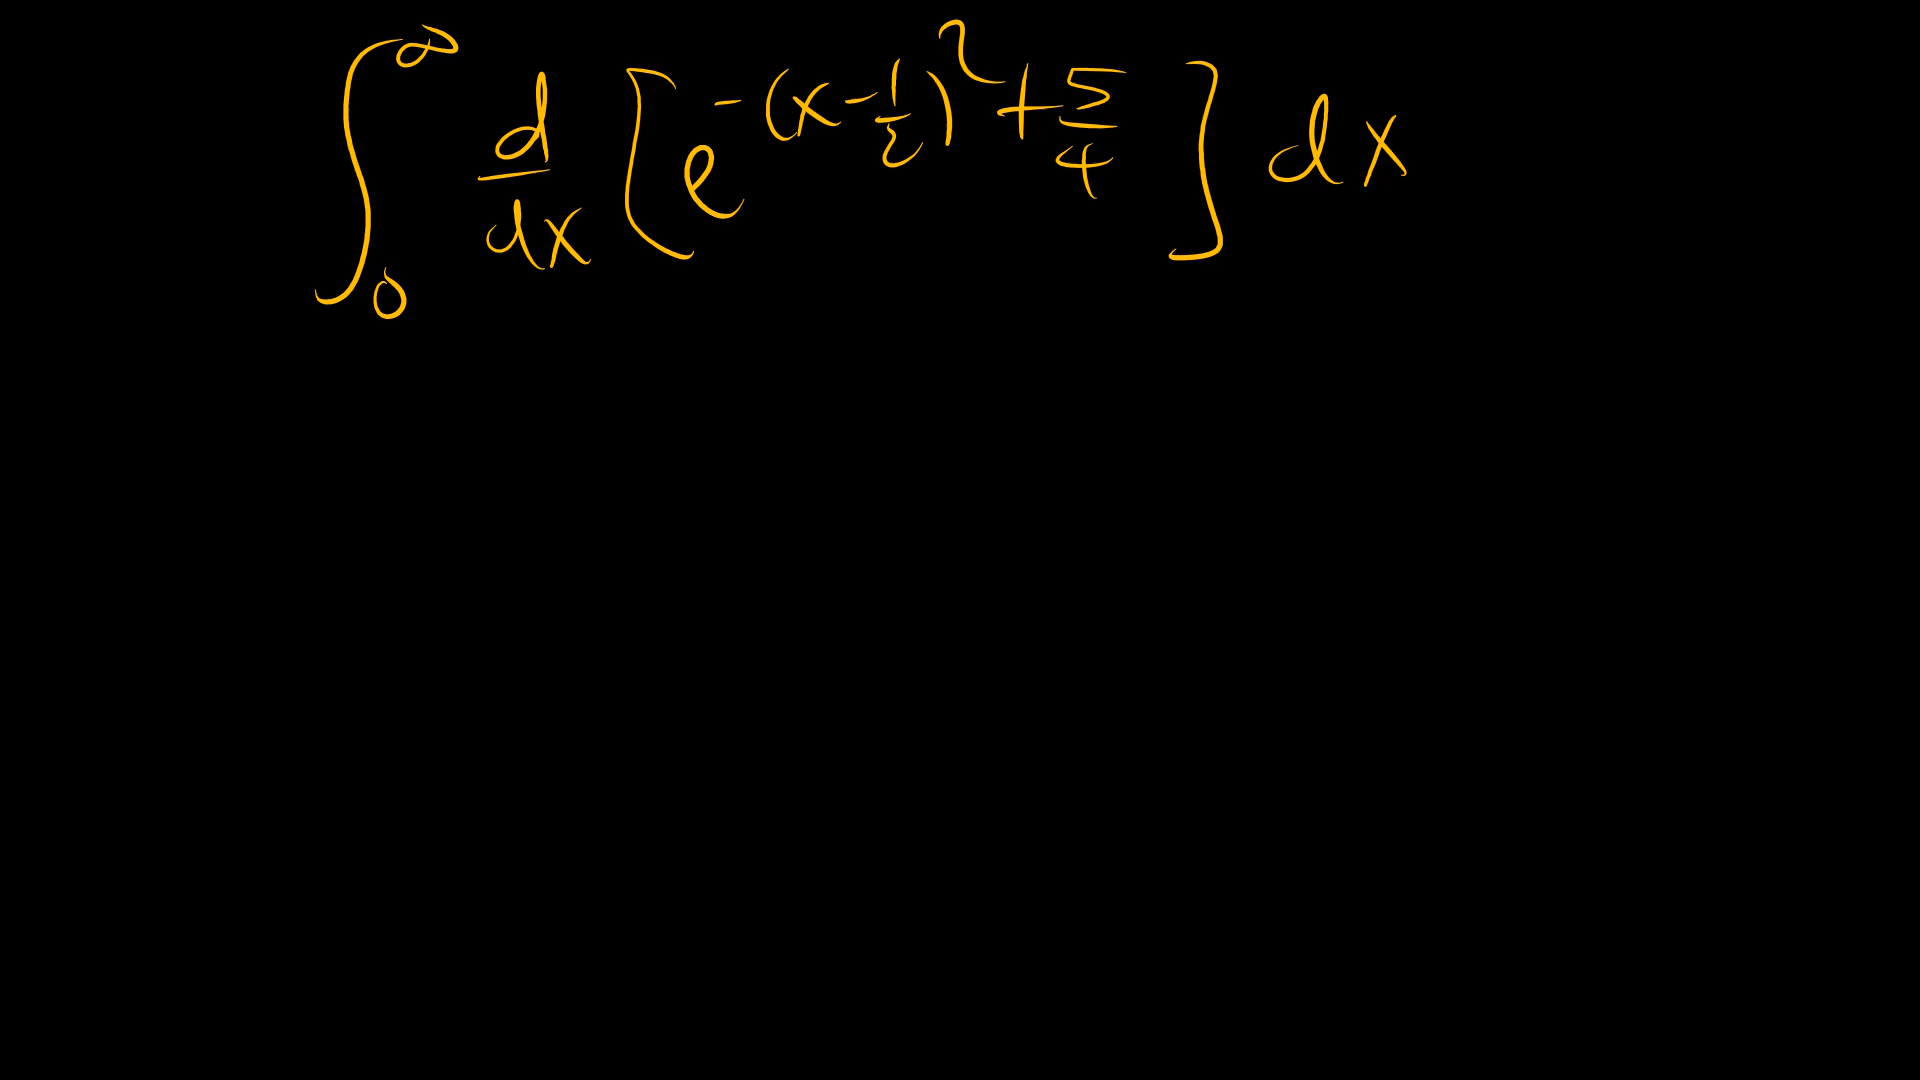 ∫₀^∞ d/dx [e^{-(x-1/2)^2+5/4}] dx